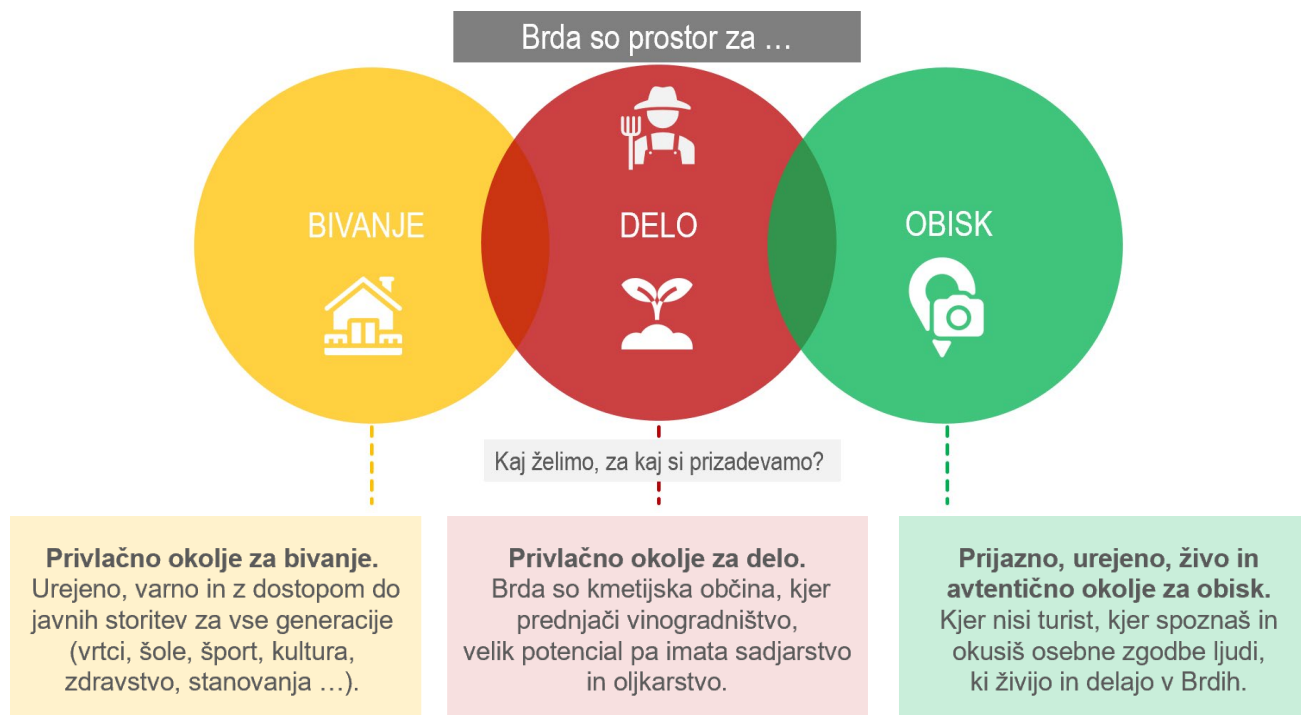 Brda so prostor za …
BIVANJE
DELO
OBISK
Kaj želimo, za kaj si prizadevamo?
Privlačno okolje za bivanje.
Urejeno, varno in z dostopom do
javnih storitev za vse generacije
(vrtci, šole, šport, kultura,
zdravstvo, stanovanja …).
Privlačno okolje za delo.
Brda so kmetijska občina, kjer
prednjači vinogradništvo,
velik potencial pa imata sadjarstvo
in oljkarstvo.
Prijazno, urejeno, živo in
avtentično okolje za obisk.
Kjer nisi turist, kjer spoznaš in
okusiš osebne zgodbe ljudi,
ki živijo in delajo v Brdih.